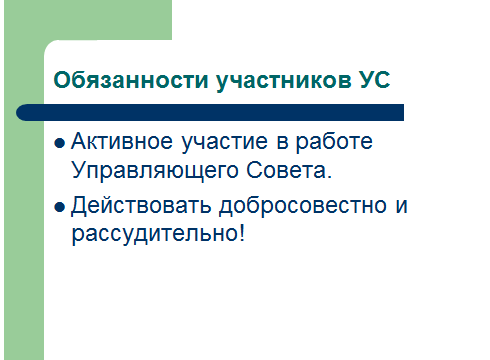 Обязанности участников УС
● Активное участие в работе
Управляющего Совета.
● Действовать добросовестно и
рассудительно!